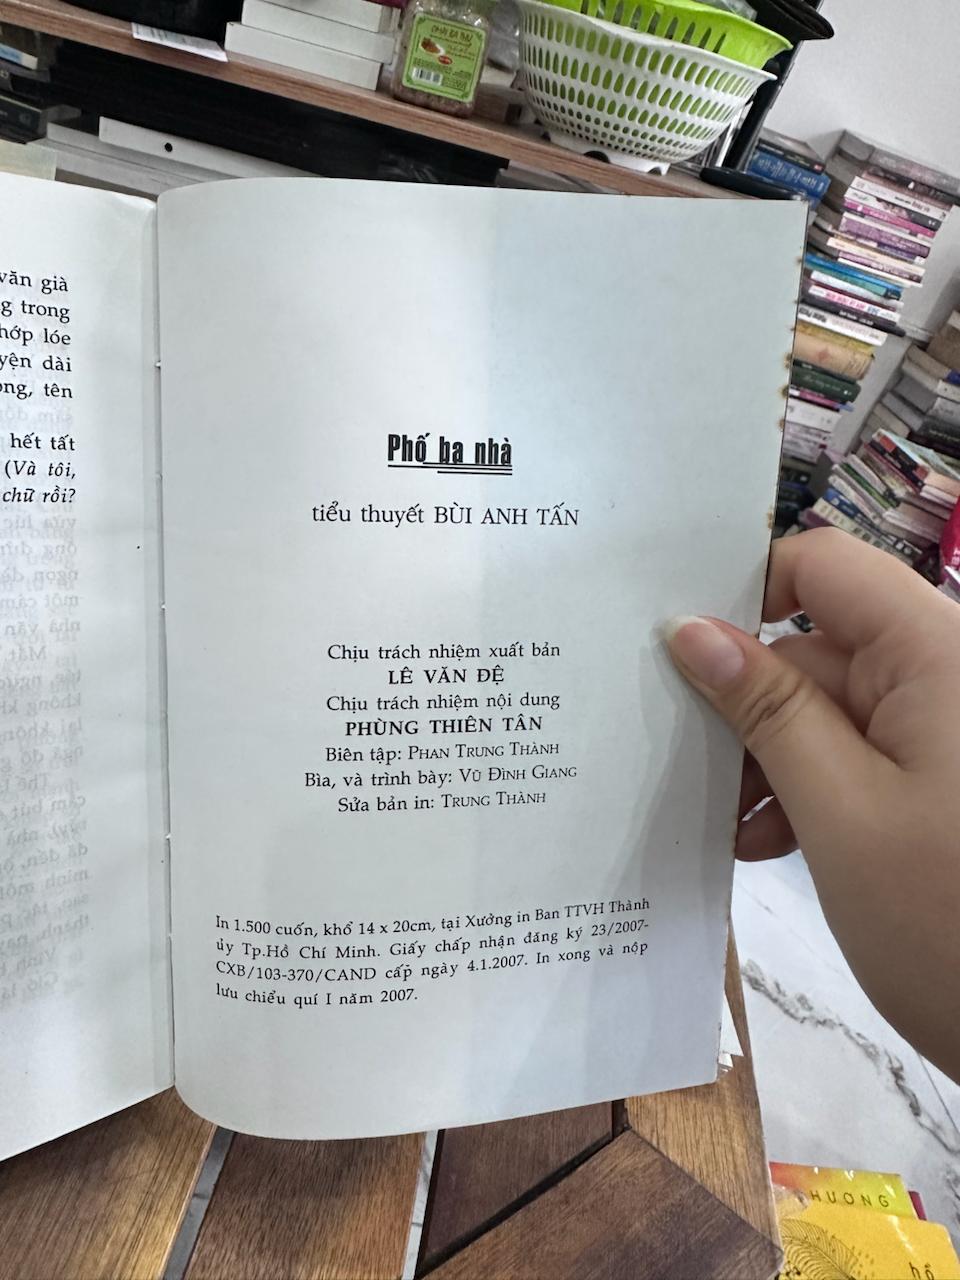 CHÀ BÔNG
văn già
g trong
hớp lóe
yện dài
ong, tên
hết tất
(Và tôi,
chữ rồi?
Phố ba nhà
tiểu thuyết BÙI ANH TẤN
Chịu trách nhiệm xuất bản
LÊ VĂN ĐỆ
Chịu trách nhiệm nội dung
PHÙNG THIÊN TÂN
Biên tập: PHAN TRUNG THÀNH
Bìa, và trình bày: VŨ ĐÌNH GIANG
Sửa bản in: TRUNG THÀNH
In 1.500 cuốn, khổ 14 x 20cm, tại Xưởng in Ban TTVH Thành
ủy Tp.Hồ Chí Minh. Giấy chấp nhận đăng ký 23/2007-
CXB/103-370/CAND cấp ngày 4.1.2007. In xong và nộp
lưu chiểu quí I năm 2007.
HUONG
hồ